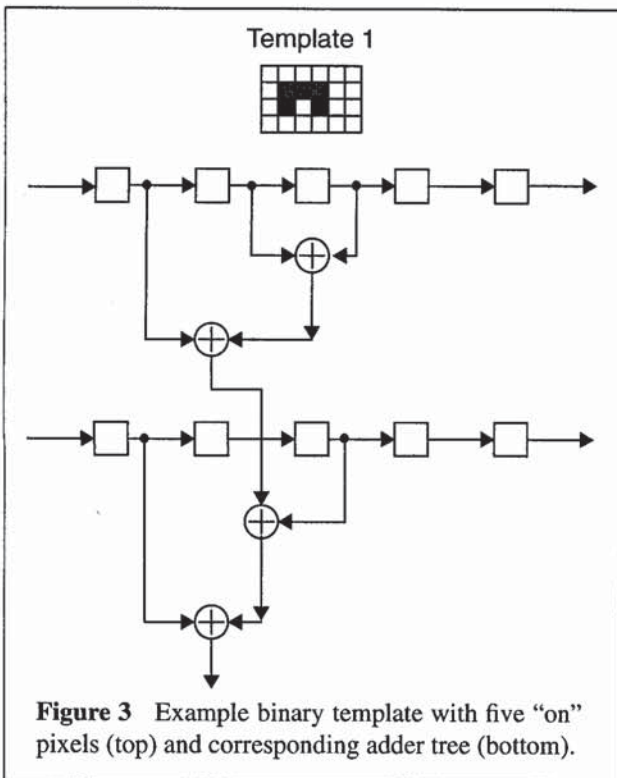 Template 1
Figure 3 Example binary template with five “on”
pixels (top) and corresponding adder tree (bottom).